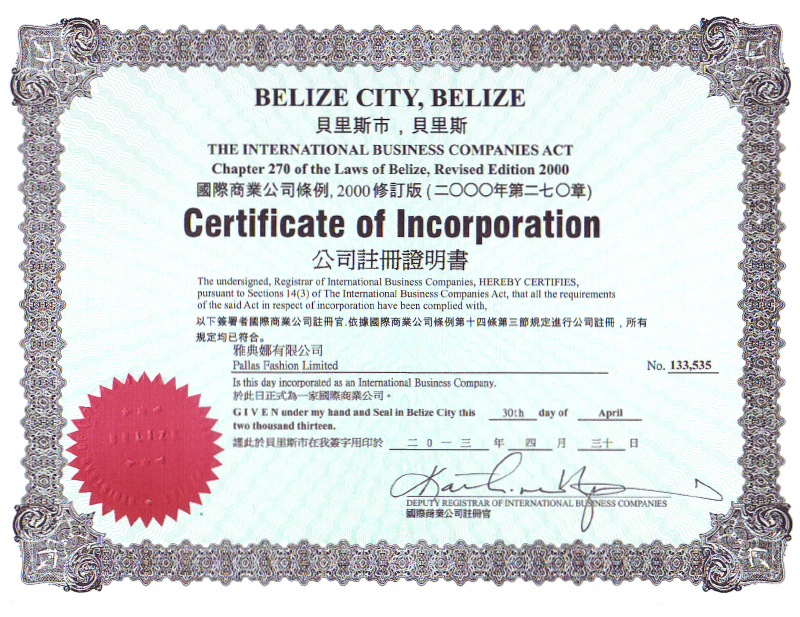 BELIZE CITY, BELIZE
貝里斯市，貝里斯
THE INTERNATIONAL BUSINESS COMPANIES ACT
Chapter 270 of the Laws of Belize, Revised Edition 2000
國際商業公司條例, 2000修訂版 (二〇〇〇年第二七〇章)
Certificate of Incorporation
公司註冊證明書
The undersigned, Registrar of International Business Companies, HEREBY CERTIFIES,
pursuant to Sections 14(3) of The International Business Companies Act, that all the requirements
of the said Act in respect of incorporation have been complied with,
以下簽署者國際商業公司註冊官,依據國際商業公司條例第十四條第三節規定進行公司註冊，所有
規定均已符合。
雅典娜有限公司
Pallas Fashion Limited No. 133,535
Is this day incorporated as an International Business Company.
於此日正式為一家國際商業公司。
GIVEN under my hand and Seal in Belize City this 30th day of April
two thousand thirteen.
謹此於貝里斯市在我簽字用印於 二０一三 年 四 月 三十 日
BELIZE
DEPUTY REGISTRAR OF INTERNATIONAL BUSINESS COMPANIES
國際商業公司註冊官